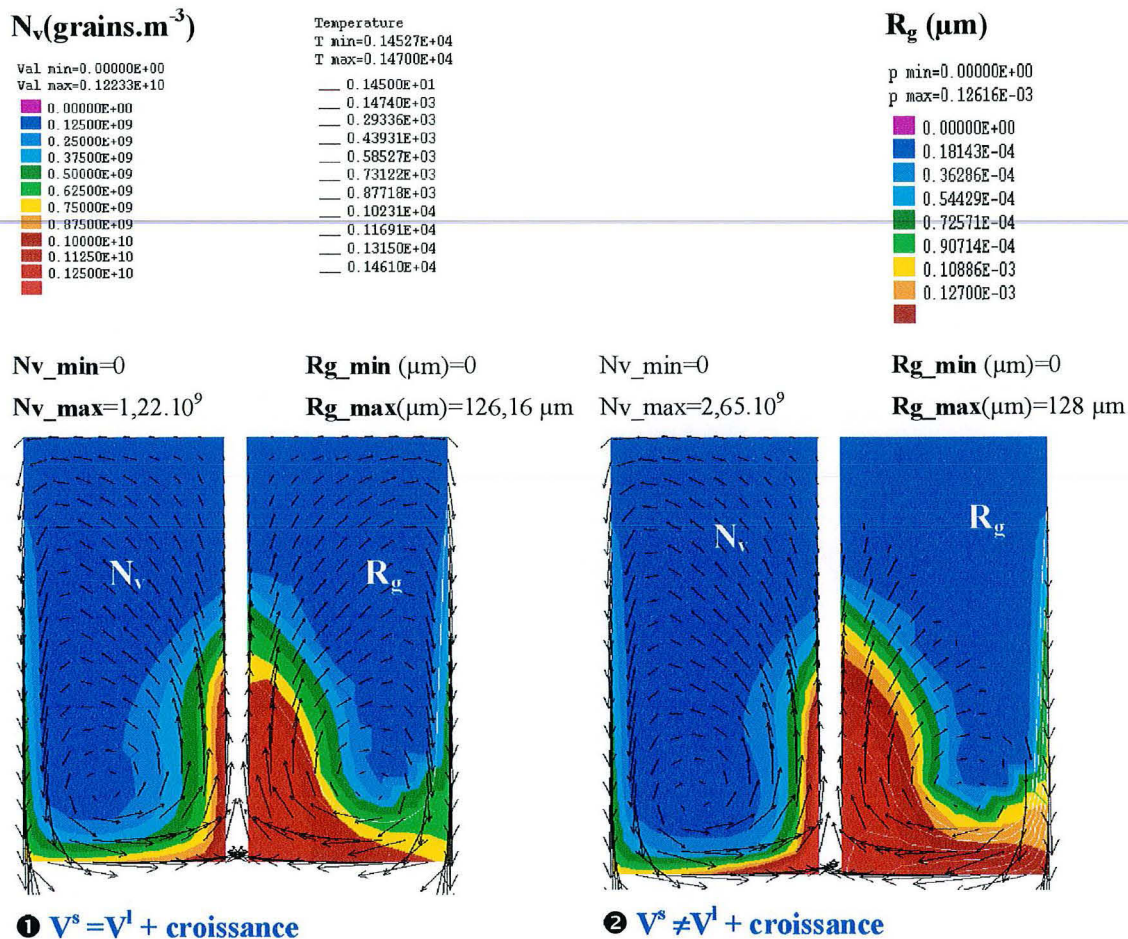 Nv(grains.m-3)
Val min=0.00000E+00
Val max=0.12233E+10
0.00000E+00
0.12500E+09
0.25000E+09
0.37500E+09
0.50000E+09
0.62500E+09
0.75000E+09
0.87500E+09
0.10000E+10
0.11250E+10
0.12500E+10
Temperature
T min=0.14527E+04
T max=0.14700E+04
0.14500E+01
0.14740E+03
0.29336E+03
0.43931E+03
0.58527E+03
0.73122E+03
0.87718E+03
0.10231E+04
0.11691E+04
0.13150E+04
0.14610E+04
Rg (µm)
p min=0.00000E+00
p max=0.12616E-03
0.00000E+00
0.18143E-04
0.36286E-04
0.54429E-04
0.72571E-04
0.90714E-04
0.10886E-03
0.12700E-03
Nv_min=0
Nv_max=1,22.10⁹
Rg_min (µm)=0
Rg_max(µm)=126,16 µm
Nv_min=0
Nv_max=2,65.10⁹
Rg_min (µm)=0
Rg_max(µm)=128 µm
Nv
Rg
Nv
Rg
❶ Vˢ =Vˡ + croissance
❷ Vˢ ≠Vˡ + croissance